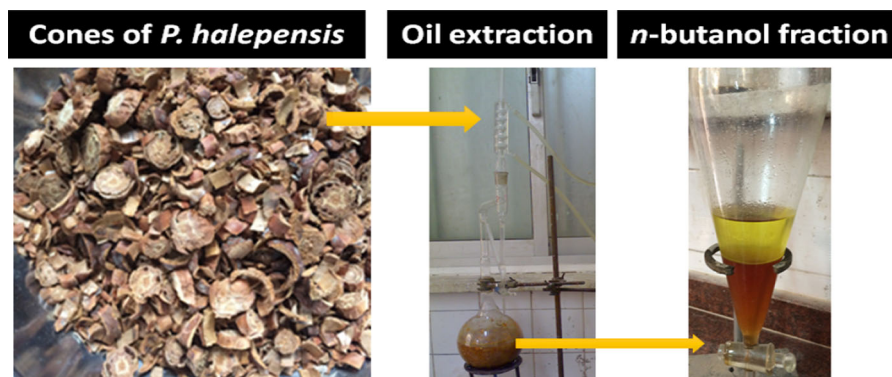 Cones of P. halepensis
Oil extraction
n-butanol fraction